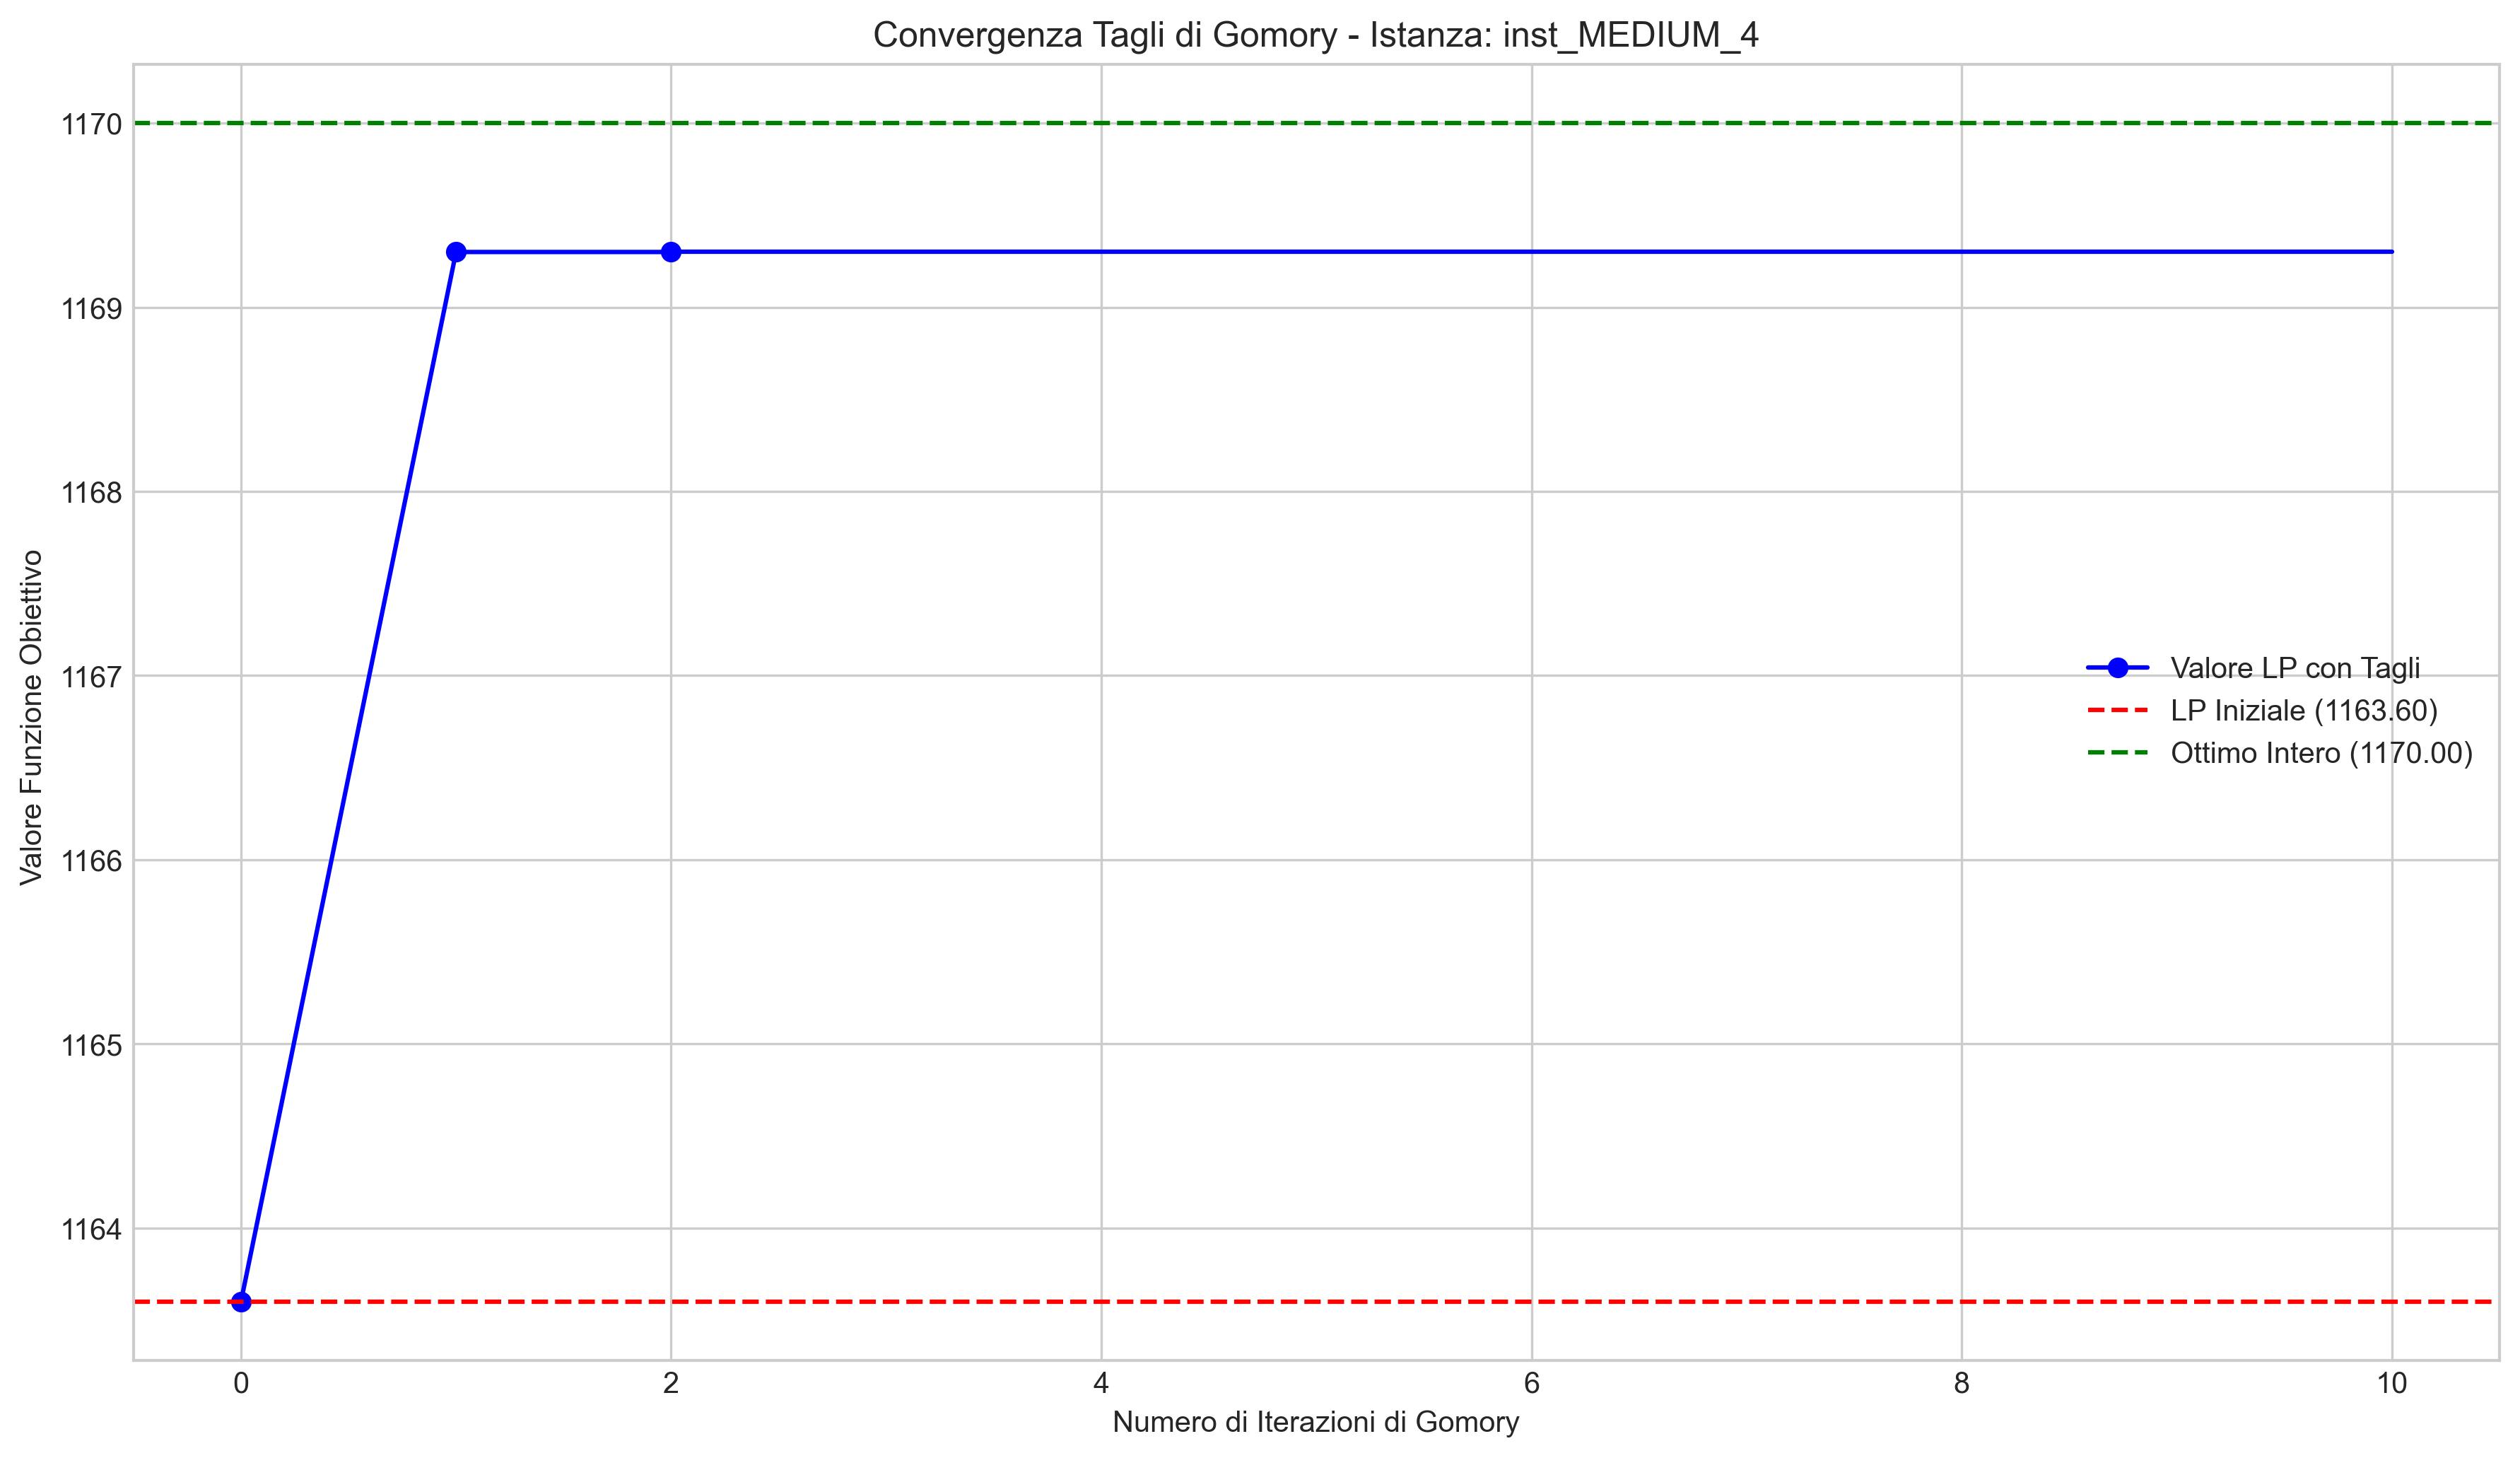 Convergenza Tagli di Gomory - Istanza: inst_MEDIUM_4
Valore Funzione Obiettivo
1170
1169
1168
1167
1166
1165
1164
Valore LP con Tagli
LP Iniziale (1163.60)
Ottimo Intero (1170.00)
0 2 4 6 8 10
Numero di Iterazioni di Gomory